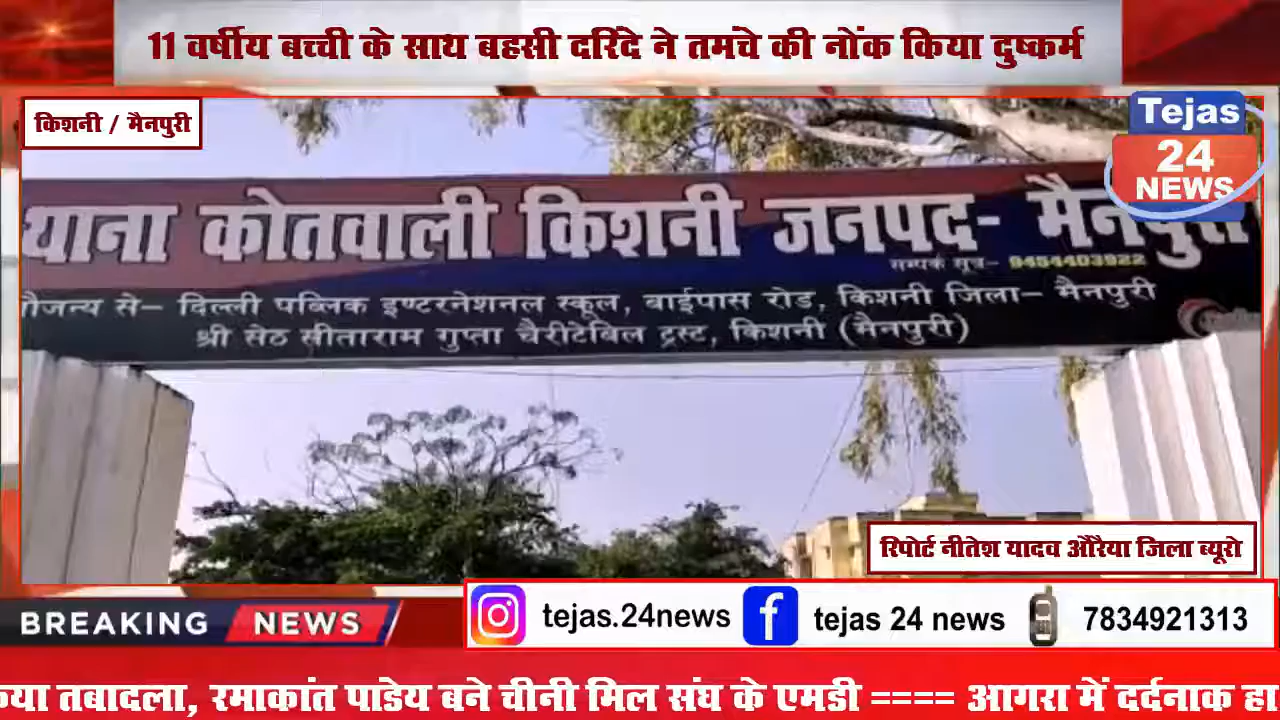 11 वर्षीय बच्ची के साथ बहसी दरिंदे ने तमंचे की नोंक किया दुष्कर्म
किशनी / मैनपुरी
Tejas
24
NEWS
थाना कोतवाली किशनी जनपद- मैनपुरी
सम्पर्क सूत्र- 9454403922
सौजन्य से- दिल्ली पब्लिक इण्टरनेशनल स्कूल, बाईपास रोड, किशनी जिला- मैनपुरी
श्री सेठ सीताराम गुप्ता चैरीटेबिल ट्रस्ट, किशनी (मैनपुरी)
रिपोर्ट नीतेश यादव औरैया जिला ब्यूरो
BREAKING NEWS
tejas.24news
tejas 24 news
7834921313
तबादला, रमाकांत पाडेय बने चीनी मिल संघ के एमडी ==== आगरा में दर्दनाक